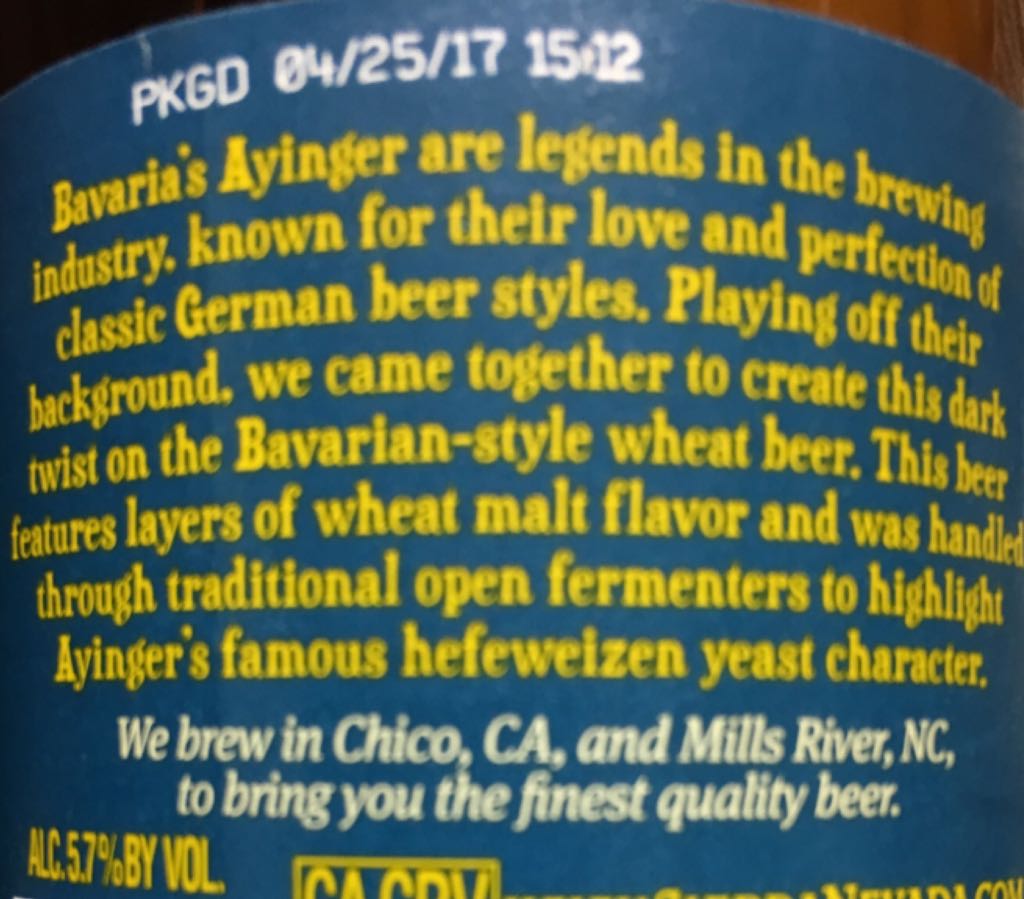 PKGD 04/25/17 15:12
Bavaria's Ayinger are legends in the brewing
industry, known for their love and perfection of
classic German beer styles. Playing off their
background, we came together to create this dark
twist on the Bavarian-style wheat beer. This beer
features layers of wheat malt flavor and was handled
through traditional open fermenters to highlight
Ayinger's famous hefeweizen yeast character.
We brew in Chico, CA, and Mills River, NC,
to bring you the finest quality beer.
ALC. 5.7% BY VOL.
CA CRV